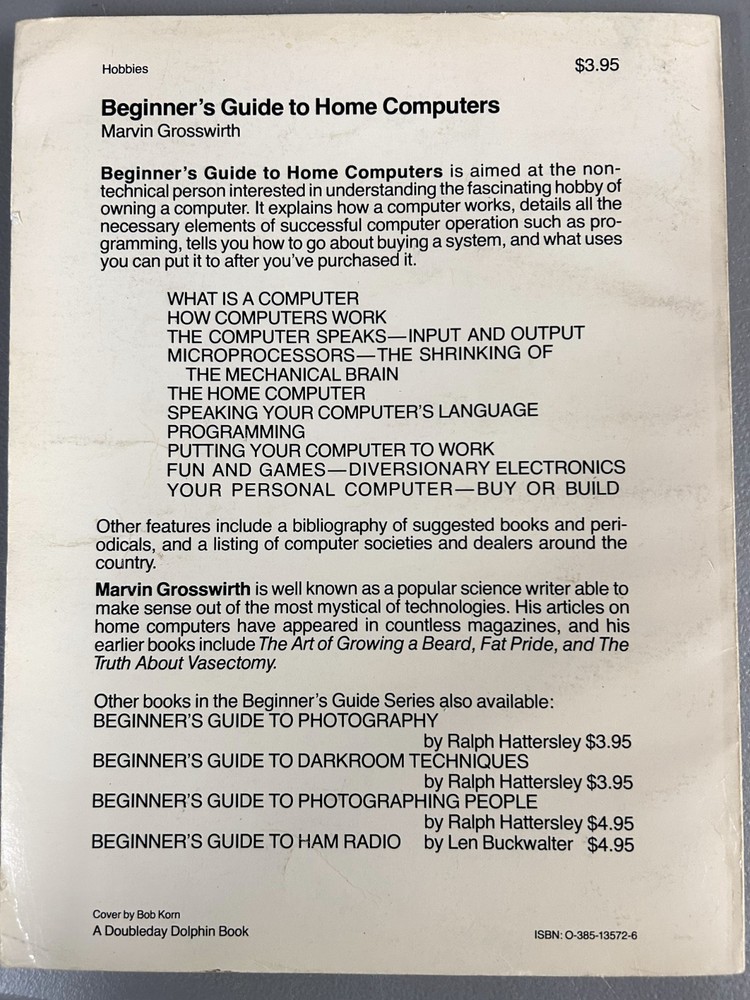 Hobbies $3.95
Beginner's Guide to Home Computers
Marvin Grosswirth
Beginner's Guide to Home Computers is aimed at the non-
technical person interested in understanding the fascinating hobby of
owning a computer. It explains how a computer works, details all the
necessary elements of successful computer operation such as pro-
gramming, tells you how to go about buying a system, and what uses
you can put it to after you've purchased it.
WHAT IS A COMPUTER
HOW COMPUTERS WORK
THE COMPUTER SPEAKS—INPUT AND OUTPUT
MICROPROCESSORS—THE SHRINKING OF
THE MECHANICAL BRAIN
THE HOME COMPUTER
SPEAKING YOUR COMPUTER'S LANGUAGE
PROGRAMMING
PUTTING YOUR COMPUTER TO WORK
FUN AND GAMES—DIVERSIONARY ELECTRONICS
YOUR PERSONAL COMPUTER—BUY OR BUILD
Other features include a bibliography of suggested books and peri-
odicals, and a listing of computer societies and dealers around the
country.
Marvin Grosswirth is well known as a popular science writer able to
make sense out of the most mystical of technologies. His articles on
home computers have appeared in countless magazines, and his
earlier books include The Art of Growing a Beard, Fat Pride, and The
Truth About Vasectomy.
Other books in the Beginner's Guide Series also available:
BEGINNER'S GUIDE TO PHOTOGRAPHY
by Ralph Hattersley $3.95
BEGINNER'S GUIDE TO DARKROOM TECHNIQUES
by Ralph Hattersley $3.95
BEGINNER'S GUIDE TO PHOTOGRAPHING PEOPLE
by Ralph Hattersley $4.95
BEGINNER'S GUIDE TO HAM RADIO by Len Buckwalter $4.95
Cover by Bob Korn
A Doubleday Dolphin Book ISBN: O-385-13572-6